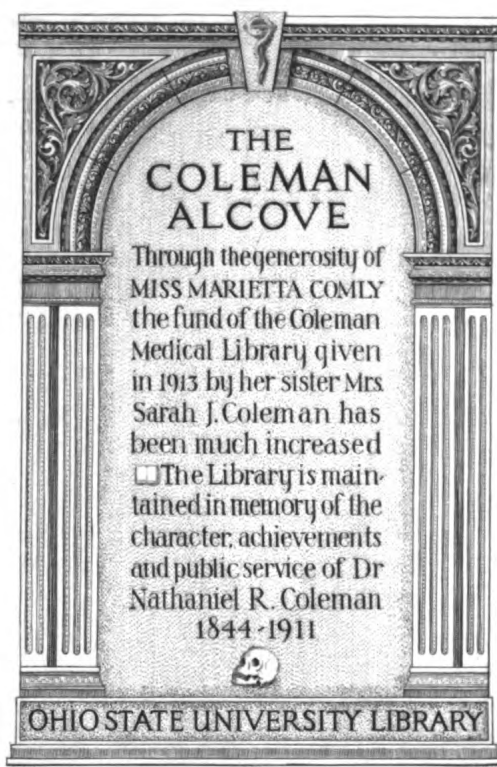 THE
COLEMAN
ALCOVE
Through the generosity of
MISS MARIETTA COMLY
the fund of the Coleman
Medical Library given
in 1913 by her sister Mrs.
Sarah J. Coleman has
been much increased
The Library is main-
tained in memory of the
character, achievements
and public service of Dr
Nathaniel R. Coleman
1844-1911
OHIO STATE UNIVERSITY LIBRARY